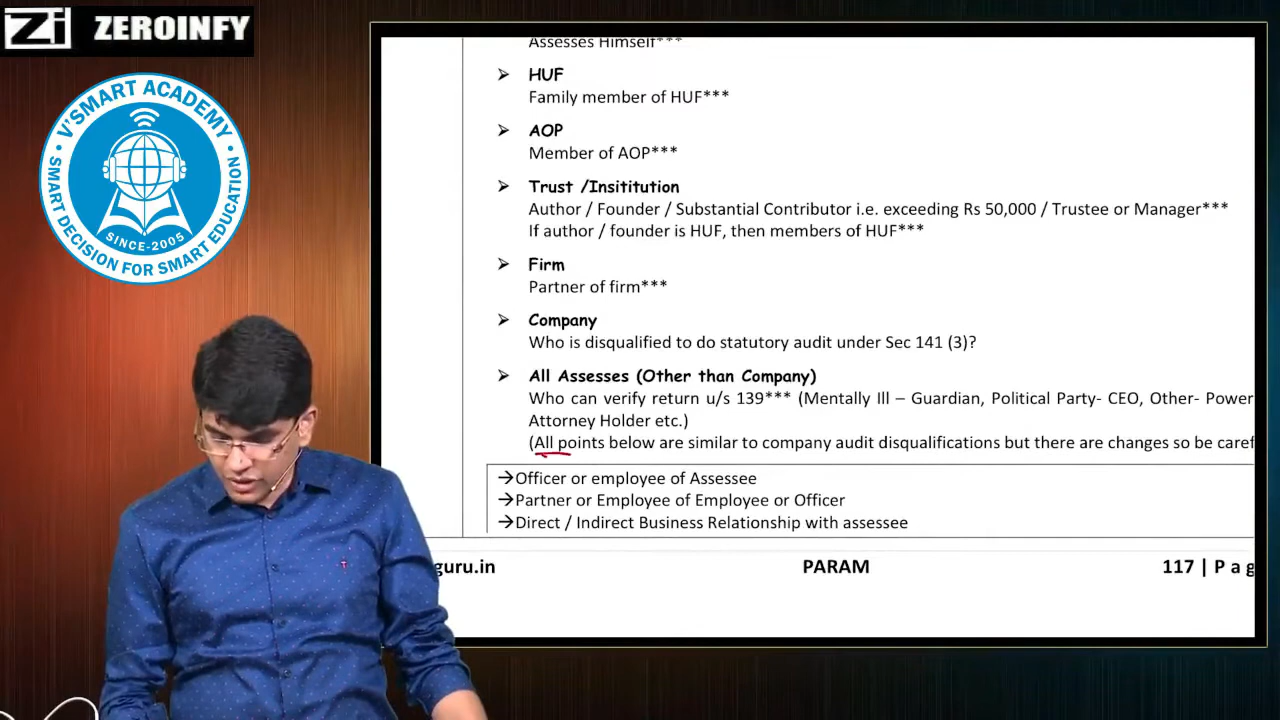 Zi ZEROINFY
V'SMART ACADEMY
SINCE-2005
SMART DECISION FOR SMART EDUCATION
Assesses Himself***
➢ HUF
Family member of HUF***
➢ AOP
Member of AOP***
➢ Trust /Insititution
Author / Founder / Substantial Contributor i.e. exceeding Rs 50,000 / Trustee or Manager***
If author / founder is HUF, then members of HUF***
➢ Firm
Partner of firm***
➢ Company
Who is disqualified to do statutory audit under Sec 141 (3)?
➢ All Assesses (Other than Company)
Who can verify return u/s 139*** (Mentally Ill – Guardian, Political Party- CEO, Other- Power
Attorney Holder etc.)
(All points below are similar to company audit disqualifications but there are changes so be caref
→Officer or employee of Assessee
→Partner or Employee of Employee or Officer
→Direct / Indirect Business Relationship with assessee
guru.in PARAM 117 | P a g